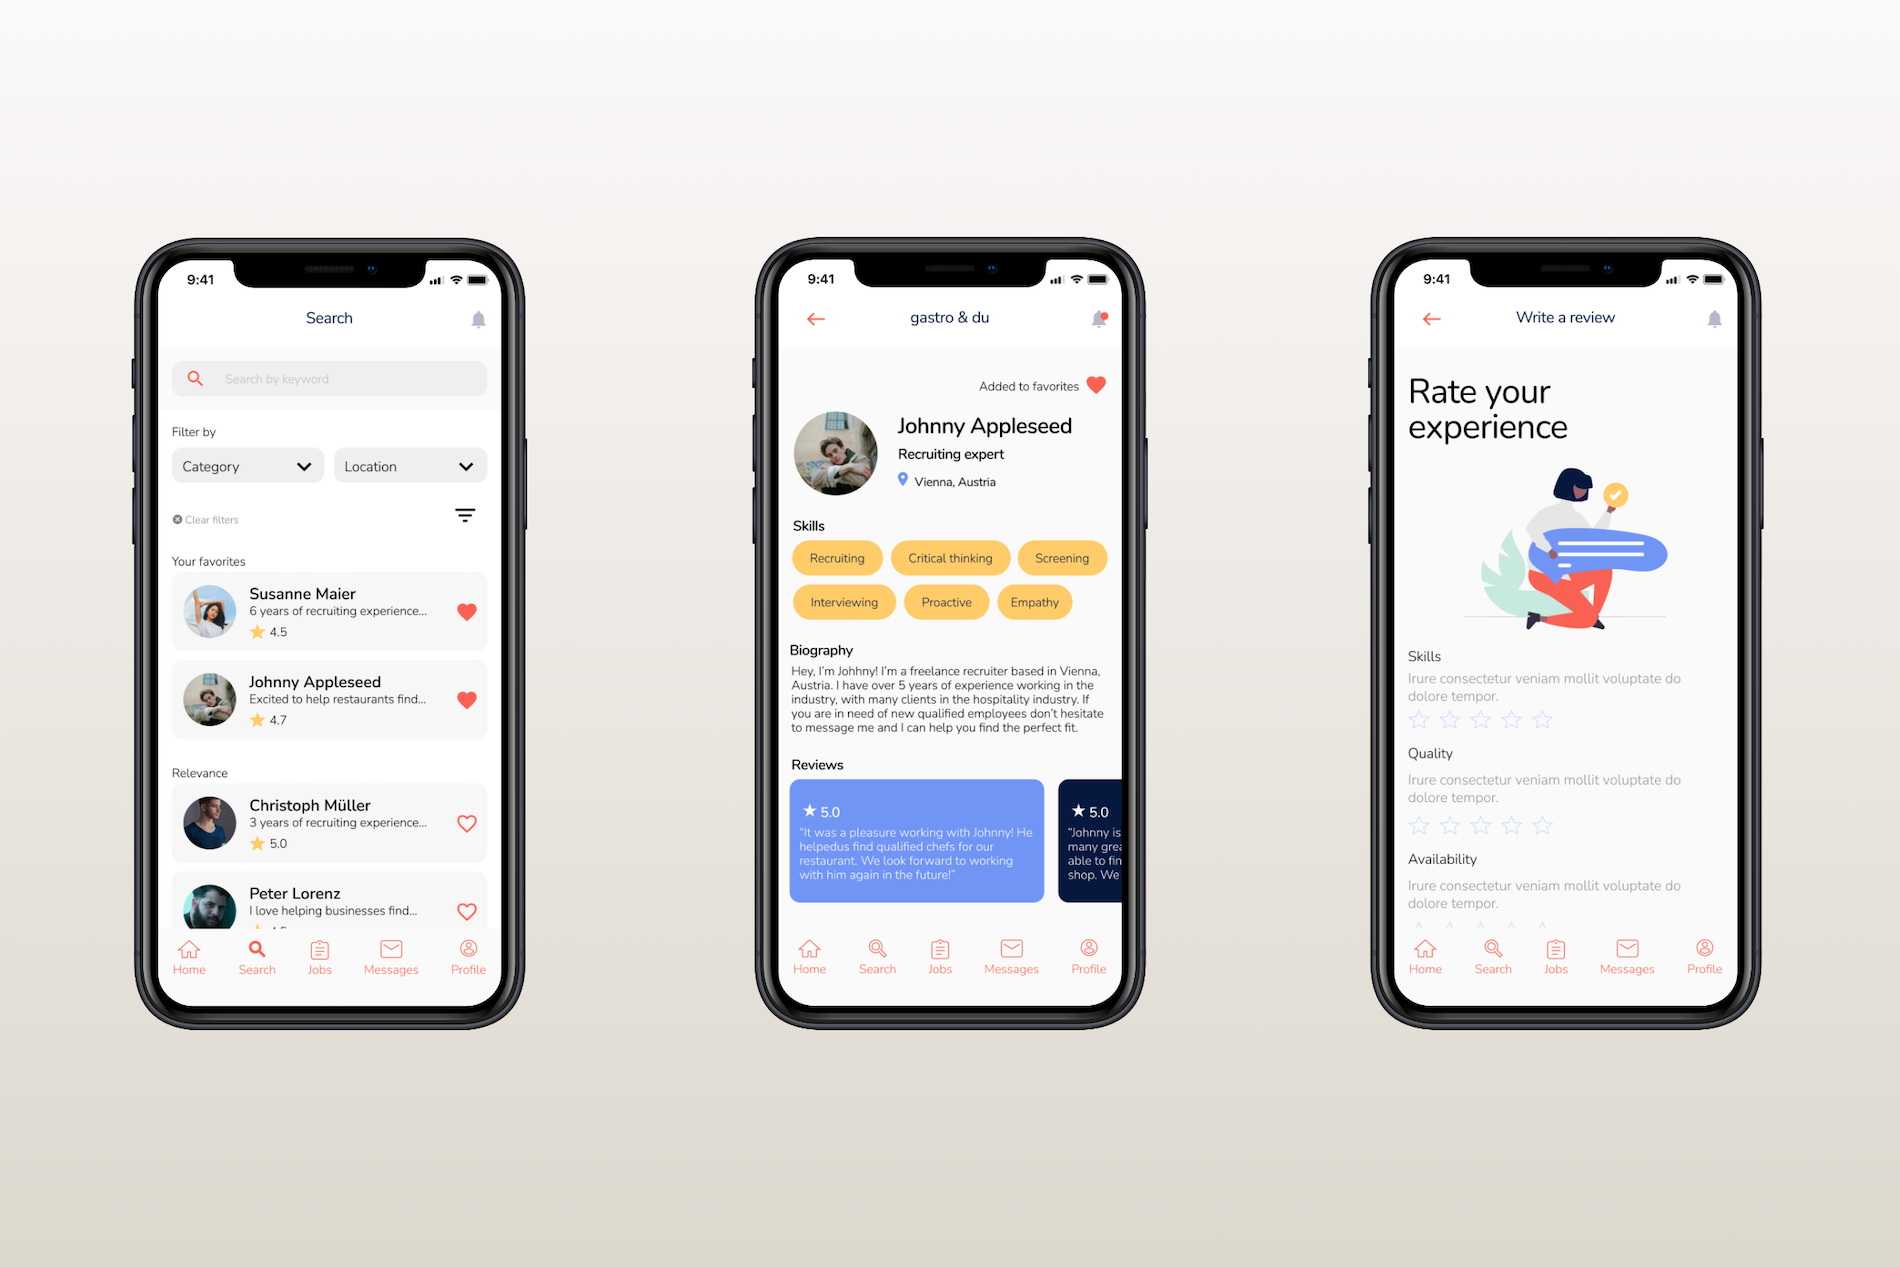 9:41
Search
Search by keyword
Filter by
Category
Location
Clear filters
Your favorites
Susanne Maier
6 years of recruiting experience...
4.5
Johnny Appleseed
Excited to help restaurants find...
4.7
Relevance
Christoph Müller
3 years of recruiting experience...
5.0
Peter Lorenz
I love helping businesses find...
Home
Search
Jobs
Messages
Profile
9:41
gastro & du
Added to favorites
Johnny Appleseed
Recruiting expert
Vienna, Austria
Skills
Recruiting
Critical thinking
Screening
Interviewing
Proactive
Empathy
Biography
Hey, I'm Johhny! I'm a freelance recruiter based in Vienna,
Austria. I have over 5 years of experience working in the
industry, with many clients in the hospitality industry. If
you are in need of new qualified employees don't hesitate
to message me and I can help you find the perfect fit.
Reviews
5.0
"It was a pleasure working with Johnny! He
helpedus find qualified chefs for our
restaurant. We look forward to working
with him again in the future!"
5.0
"Johnny is
many grea
able to fin
shop. We
Home
Search
Jobs
Messages
Profile
9:41
Write a review
Rate your
experience
Skills
Irure consectetur veniam mollit voluptate do
dolore tempor.
Quality
Irure consectetur veniam mollit voluptate do
dolore tempor.
Availability
Irure consectetur veniam mollit voluptate do
dolore tempor.
Home
Search
Jobs
Messages
Profile